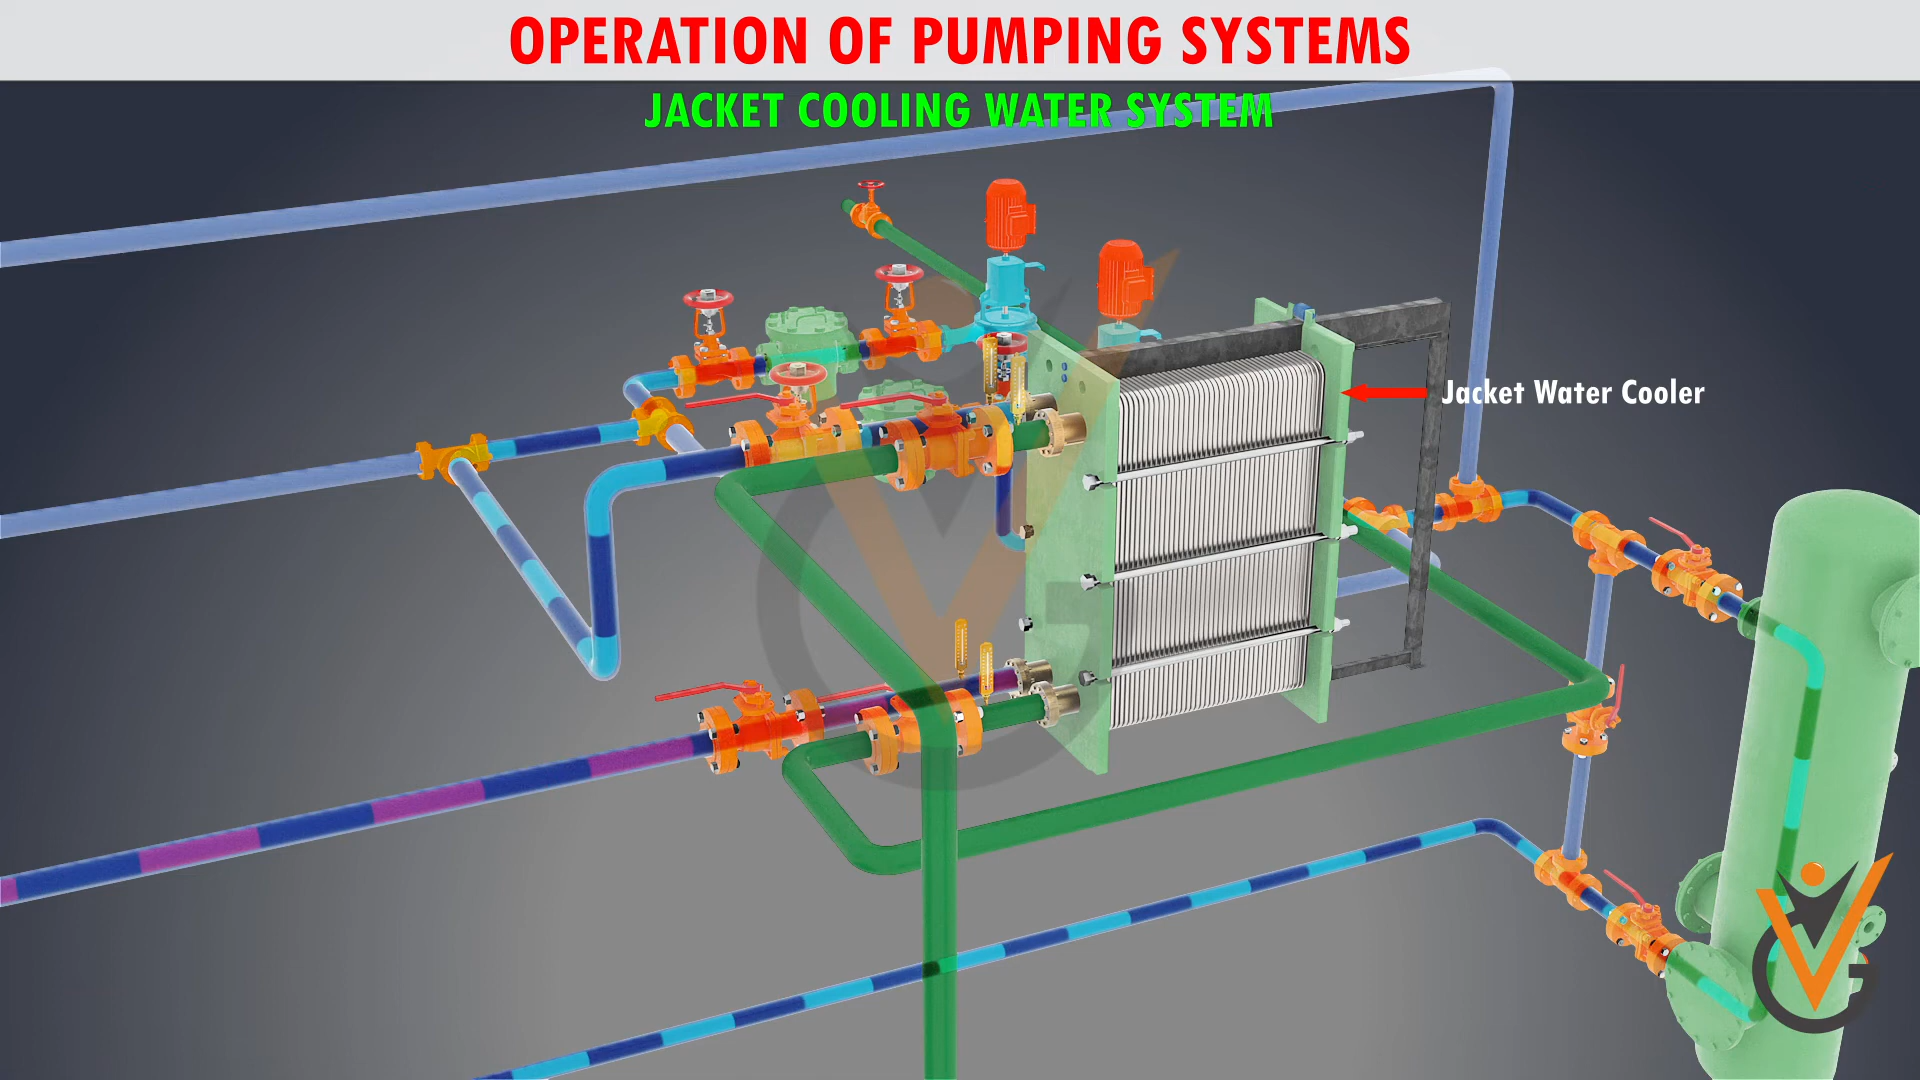 OPERATION OF PUMPING SYSTEMS
JACKET COOLING WATER SYSTEM
Jacket Water Cooler